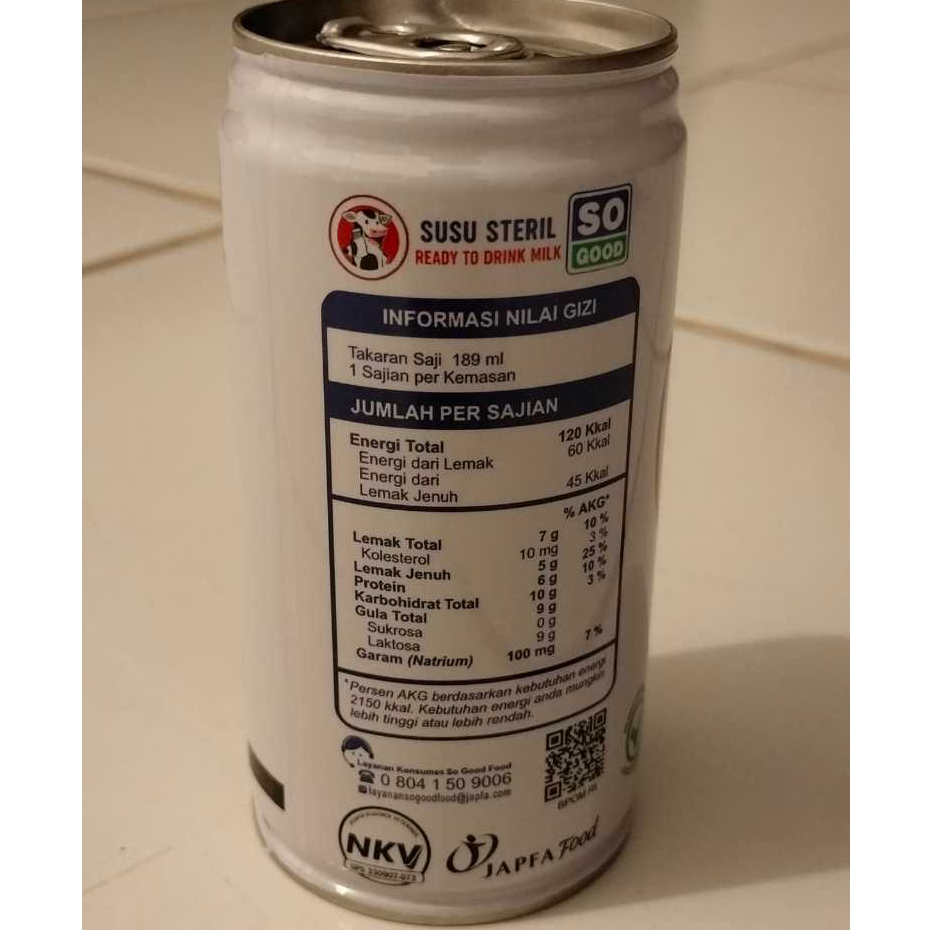 SUSU STERIL
READY TO DRINK MILK
SO
GOOD
INFORMASI NILAI GIZI
Takaran Saji 189 ml
1 Sajian per Kemasan
JUMLAH PER SAJIAN
Energi Total 120 Kkal
Energi dari Lemak 60 Kkal
Energi dari
Lemak Jenuh 45 Kkal
% AKG*
Lemak Total 7 g 10 %
Kolesterol 10 mg 3 %
Lemak Jenuh 5 g 25 %
Protein 6 g 10 %
Karbohidrat Total 10 g 3 %
Gula Total 9 g
Sukrosa 0 g
Laktosa 9 g
Garam (Natrium) 100 mg 7 %
*Persen AKG berdasarkan kebutuhan energi
2150 kkal. Kebutuhan energi anda mungkin
lebih tinggi atau lebih rendah.
Layanan Konsumen So Good Food
0 804 1 50 9006
layanansogoodfood@japfa.com
BPOM RI
NKV
JAPFA Food